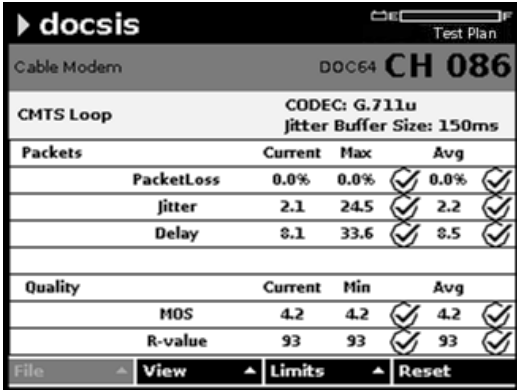 docsis
E F
Test Plan
Cable Modem DOC64 CH 086
CMTS Loop
CODEC: G.711u
Jitter Buffer Size: 150ms
Packets Current Max Avg
PacketLoss 0.0% 0.0% 0.0%
Jitter 2.1 24.5 2.2
Delay 8.1 33.6 8.5
Quality Current Min Avg
MOS 4.2 4.2 4.2
R-value 93 93 93
File View Limits Reset